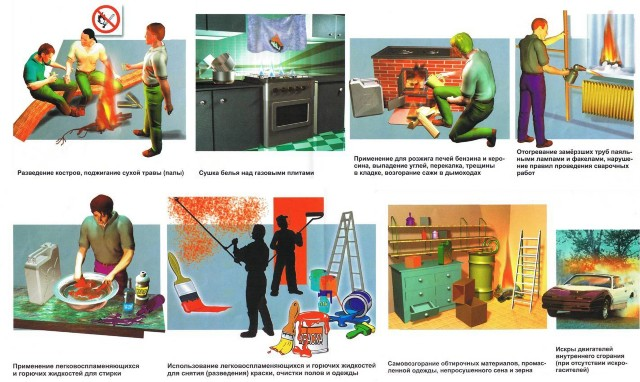 Разведение костров, поджигание сухой травы (палы)
Сушка белья над газовыми плитами
Применение для розжига печей бензина и керо-
сина, выпадение углей, перекалка, трещины
в кладке, возгорание сажи в дымоходах
Отогревание замёрзших труб паяль-
ными лампами и факелами, наруше-
ние правил проведения сварочных
работ
Применение легковоспламеняющихся
и горючих жидкостей для стирки
Использование легковоспламеняющихся и горючих жидкостей
для снятия (разведения) краски, очистки полов и одежды
Самовозгорание обтирочных материалов, промас-
ленной одежды, непросушенного сена и зерна
Искры двигателей
внутреннего сгорания
(при отсутствии искро-
гасителей)